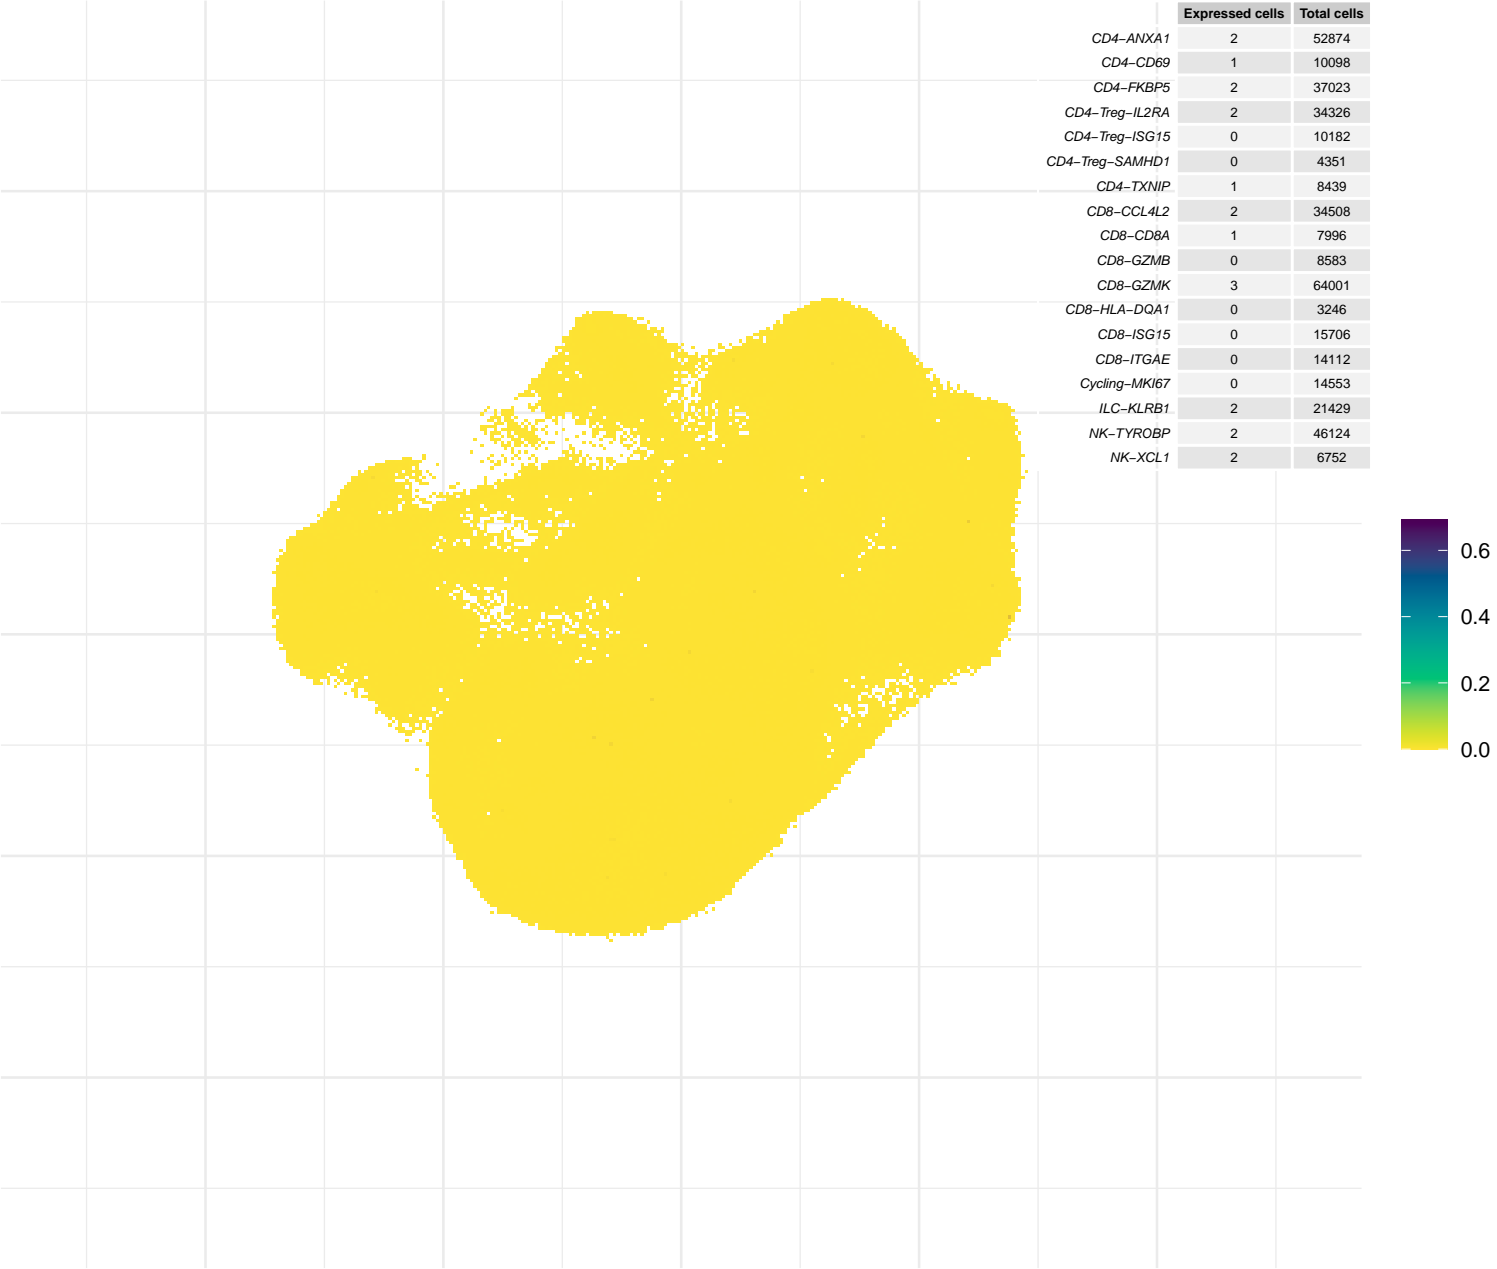 Expressed cells Total cells
CD4−ANXA1 2 52874
CD4−CD69 1 10098
CD4−FKBP5 2 37023
CD4−Treg−IL2RA 2 34326
CD4−Treg−ISG15 0 10182
CD4−Treg−SAMHD1 0 4351
CD4−TXNIP 1 8439
CD8−CCL4L2 2 34508
CD8−CD8A 1 7996
CD8−GZMB 0 8583
CD8−GZMK 3 64001
CD8−HLA−DQA1 0 3246
CD8−ISG15 0 15706
CD8−ITGAE 0 14112
Cycling−MKI67 0 14553
ILC−KLRB1 2 21429
NK−TYROBP 2 46124
NK−XCL1 2 6752
0.6
0.4
0.2
0.0